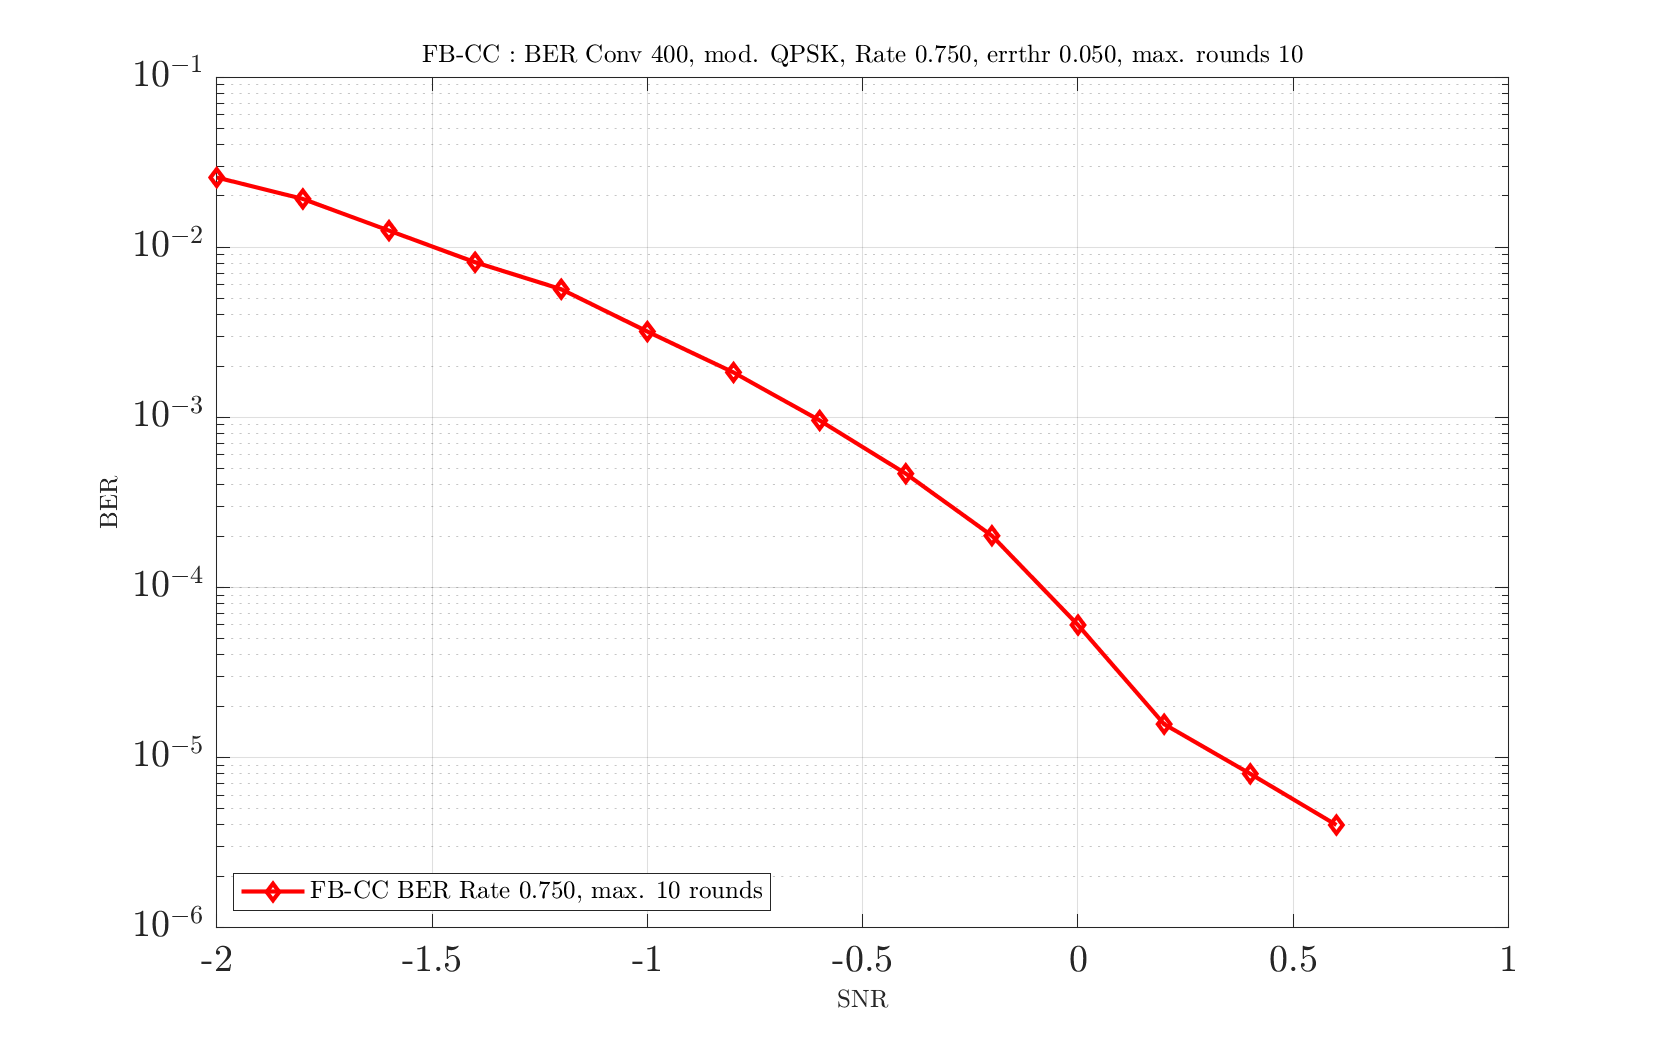 FB-CC : BER Conv 400, mod. QPSK, Rate 0.750, errthr 0.050, max. rounds 10
10⁻¹
10⁻²
10⁻³
10⁻⁴
10⁻⁵
10⁻⁶
BER
FB-CC BER Rate 0.750, max. 10 rounds
-2 -1.5 -1 -0.5 0 0.5 1
SNR